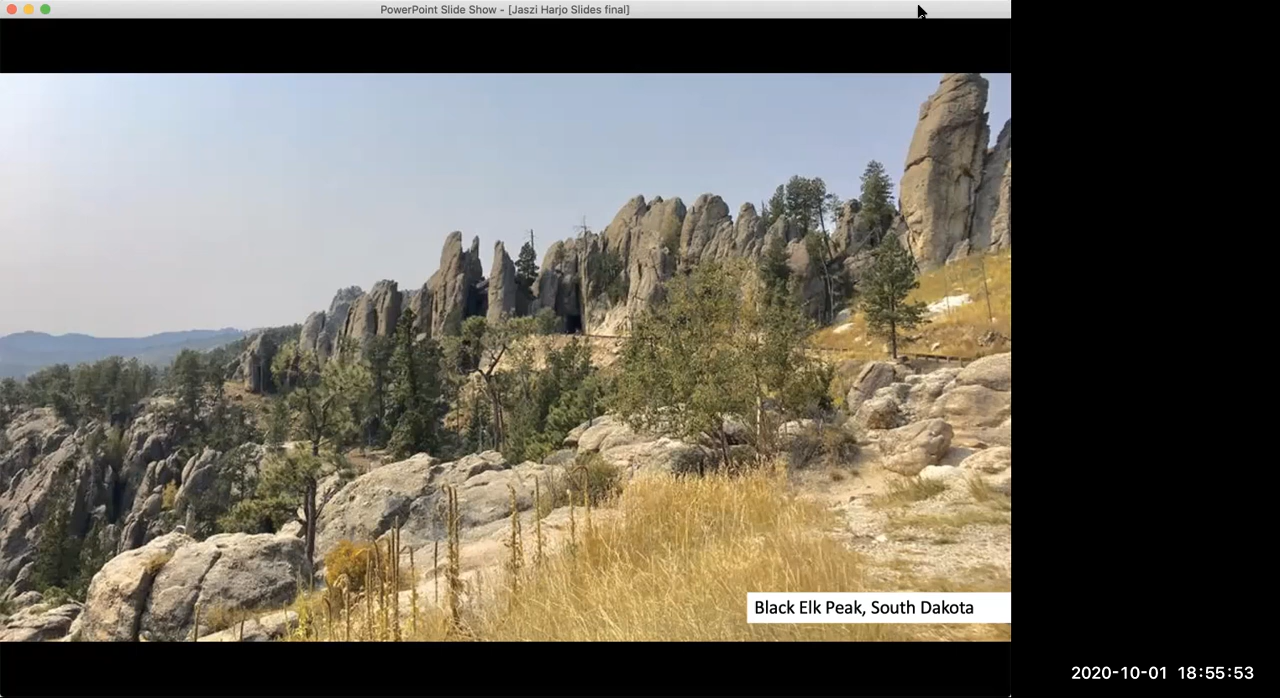 PowerPoint Slide Show - [Jaszi Harjo Slides final]
Black Elk Peak, South Dakota
2020-10-01 18:55:53